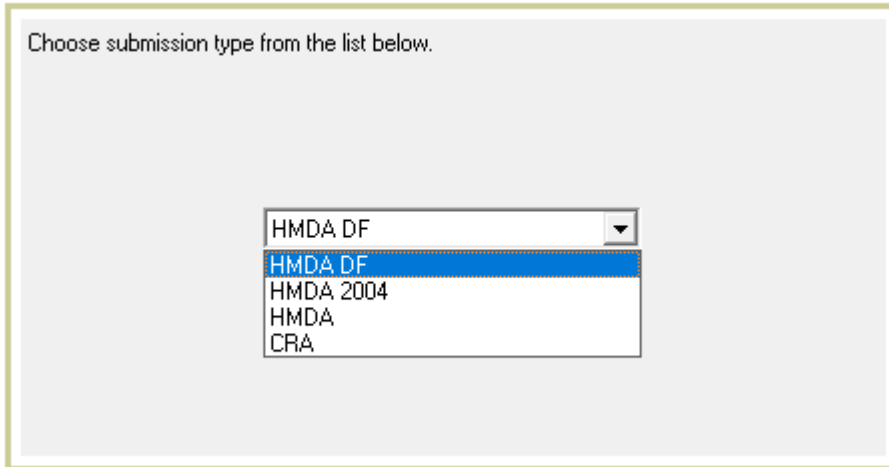 Choose submission type from the list below.
HMDA DF
HMDA DF
HMDA 2004
HMDA
CRA